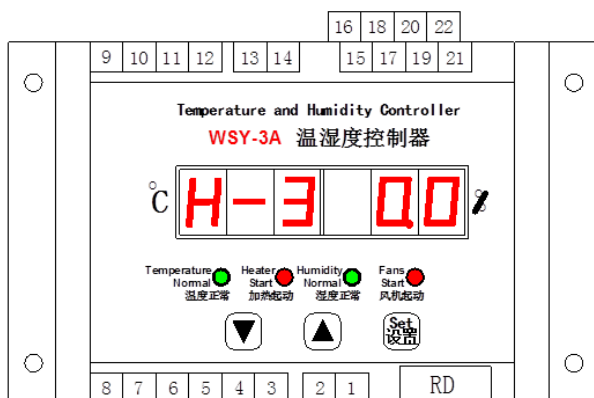 16 18 20 22
9 10 11 12 13 14 15 17 19 21
Temperature and Humidity Controller
WSY-3A 温湿度控制器
°C H-3 0.0 %
Temperature Normal 温度正常
Heater Start 加热起动
Humidity Normal 湿度正常
Fans Start 风机起动
▼ ▲ Set 设置
8 7 6 5 4 3 2 1 RD